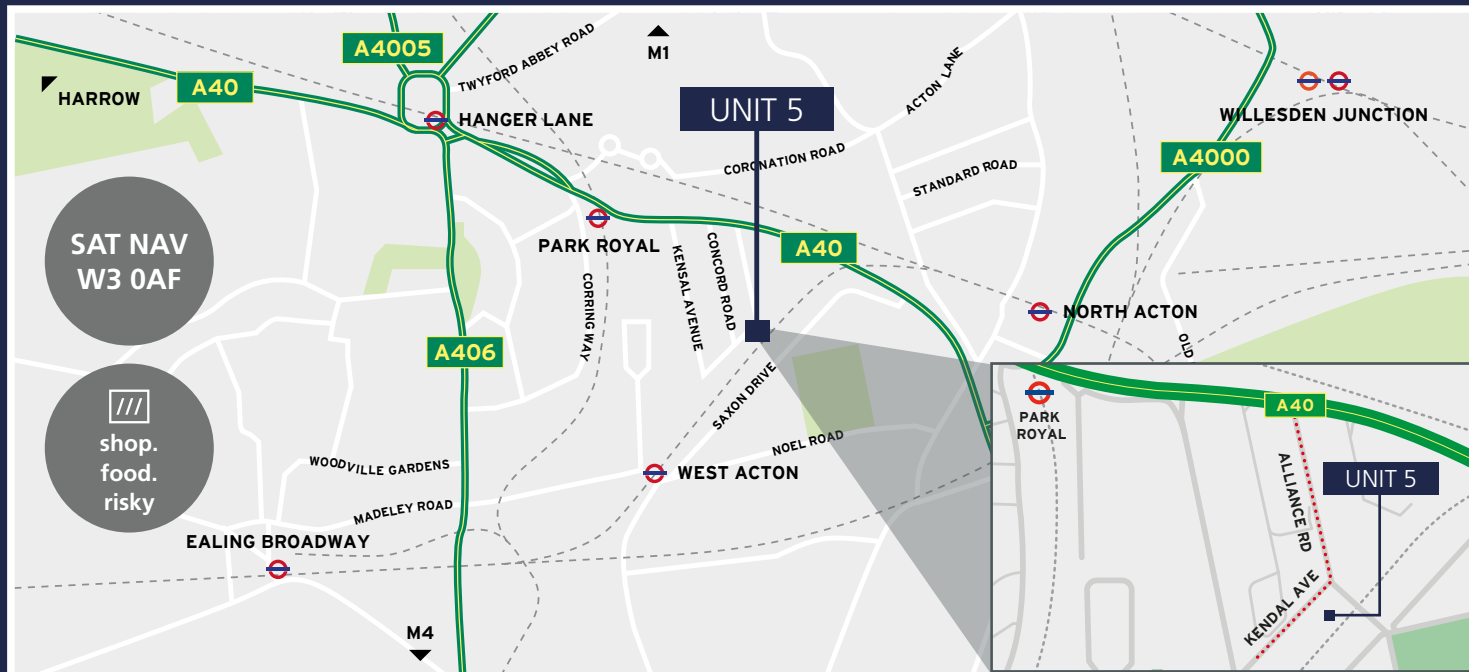 A4005
TWYFORD ABBEY ROAD
M1
HARROW
A40
HANGER LANE
UNIT 5
ACTON LANE
WILLESDEN JUNCTION
CORONATION ROAD
STANDARD ROAD
A4000
SAT NAV
W3 0AF
PARK ROYAL
KENSAL AVENUE
CONCORD ROAD
A40
CORRINGWAY
NORTH ACTON
OLD
A406
SAXON DRIVE
///
shop.
food.
risky
WOODVILLE GARDENS
NOEL ROAD
WEST ACTON
MADELEY ROAD
EALING BROADWAY
M4
PARK
ROYAL
A40
ALLIANCE RD
UNIT 5
KENDAL AVE